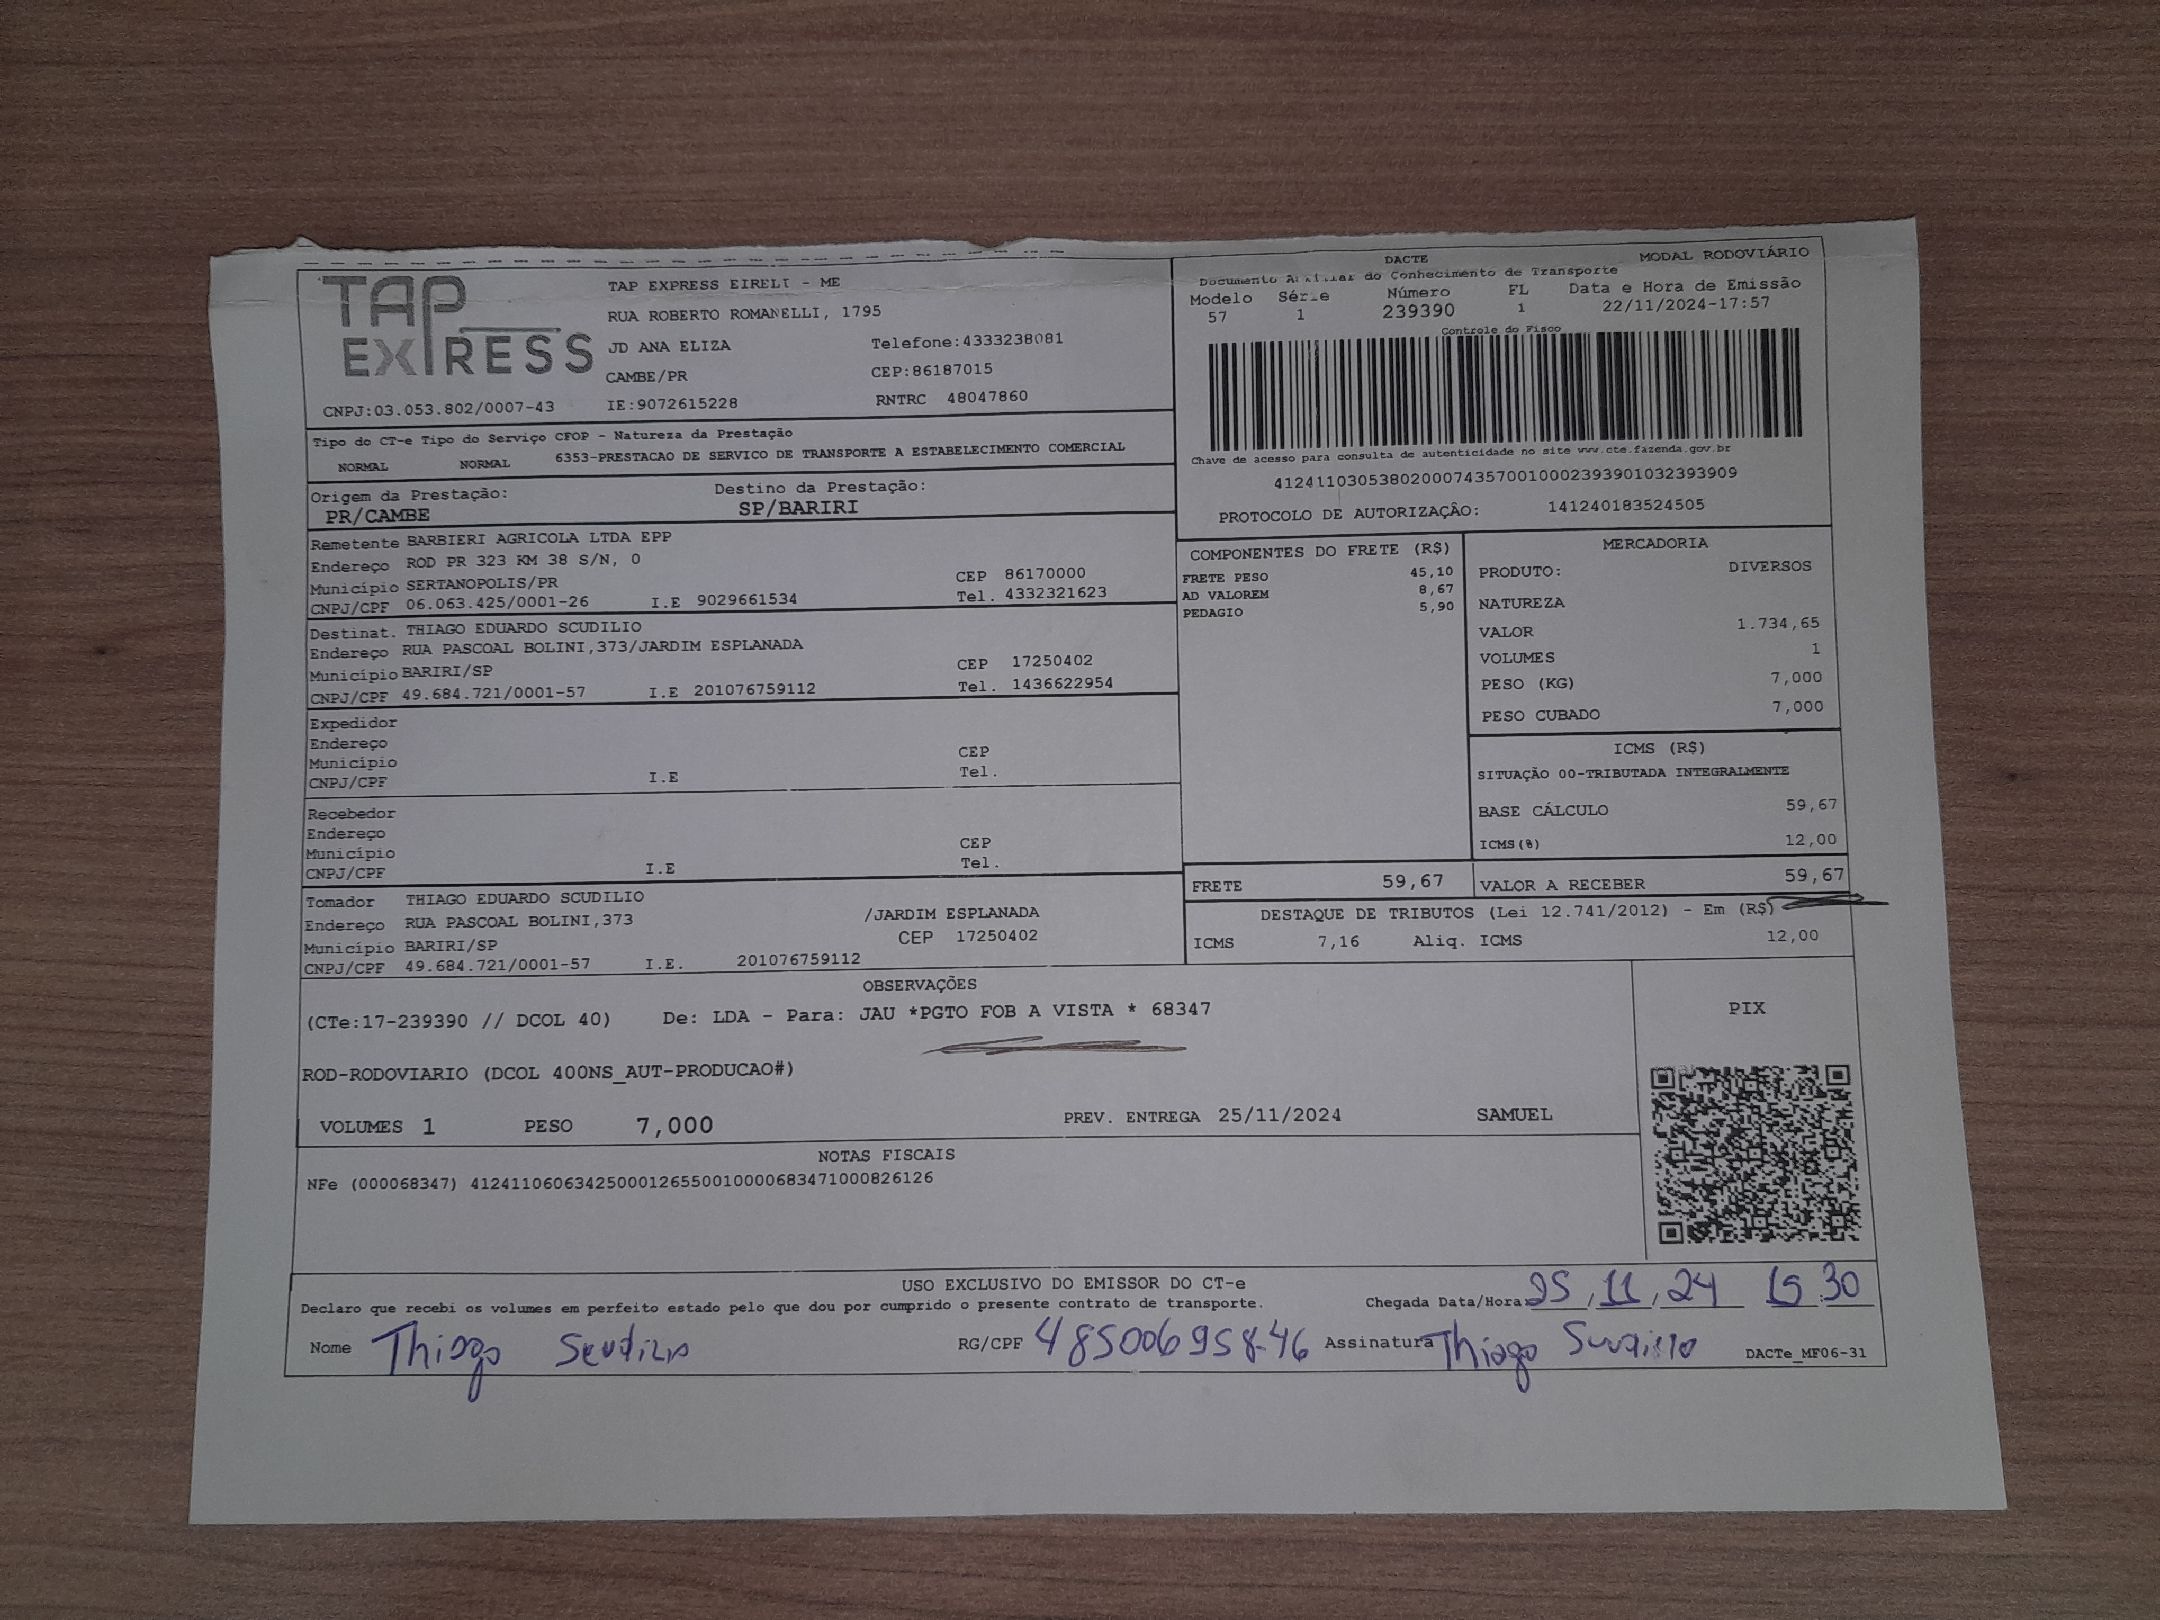 TAP
EXPRESS
TAP EXPRESS EIRELI - ME
RUA ROBERTO ROMANELLI, 1795
JD ANA ELIZA Telefone:4333238081
CAMBE/PR CEP:86187015
CNPJ:03.053.802/0007-43 IE:9072615228 RNTRC 48047860
DACTE MODAL RODOVIÁRIO
Documento Auxiliar do Conhecimento de Transporte
Modelo Série Número FL Data e Hora de Emissão
57 1 239390 1 22/11/2024-17:57
Controle do Fisco
Chave de acesso para consulta de autenticidade no site www.cte.fazenda.gov.br
41241103053802000743570010002393901032393909
PROTOCOLO DE AUTORIZAÇÂO: 141240183524505
Tipo do CT-e Tipo do Serviço CFOP - Natureza da Prestação
NORMAL NORMAL 6353-PRESTACAO DE SERVICO DE TRANSPORTE A ESTABELECIMENTO COMERCIAL
Origem da Prestação: Destino da Prestação:
PR/CAMBE SP/BARIRI
Remetente BARBIERI AGRICOLA LTDA EPP
Endereço ROD PR 323 KM 38 S/N, 0
Município SERTANOPOLIS/PR CEP 86170000
CNPJ/CPF 06.063.425/0001-26 I.E 9029661534 Tel. 4332321623
Destinat. THIAGO EDUARDO SCUDILIO
Endereço RUA PASCOAL BOLINI,373/JARDIM ESPLANADA
Município BARIRI/SP CEP 17250402
CNPJ/CPF 49.684.721/0001-57 I.E 201076759112 Tel. 1436622954
Expedidor
Endereço
Município CEP
CNPJ/CPF I.E Tel.
Recebedor
Endereço
Município CEP
CNPJ/CPF I.E Tel.
Tomador THIAGO EDUARDO SCUDILIO
Endereço RUA PASCOAL BOLINI,373 /JARDIM ESPLANADA
Município BARIRI/SP CEP 17250402
CNPJ/CPF 49.684.721/0001-57 I.E. 201076759112
COMPONENTES DO FRETE (R$)
FRETE PESO 45,10
AD VALOREM 8,67
PEDAGIO 5,90
MERCADORIA
PRODUTO: DIVERSOS
NATUREZA
VALOR 1.734,65
VOLUMES 1
PESO (KG) 7,000
PESO CUBADO 7,000
ICMS (R$)
SITUAÇÃO 00-TRIBUTADA INTEGRALMENTE
BASE CÁLCULO 59,67
ICMS(%) 12,00
FRETE 59,67 VALOR A RECEBER 59,67
DESTAQUE DE TRIBUTOS (Lei 12.741/2012) - Em (R$)
ICMS 7,16 Aliq. ICMS 12,00
OBSERVAÇÕES
(CTe:17-239390 // DCOL 40) De: LDA - Para: JAU *PGTO FOB A VISTA * 68347
ROD-RODOVIARIO (DCOL 400NS_AUT-PRODUCAO#)
VOLUMES 1 PESO 7,000 PREV. ENTREGA 25/11/2024 SAMUEL
PIX
NOTAS FISCAIS
NFe (000068347) 41241106063425000126550010000683471000826126
USO EXCLUSIVO DO EMISSOR DO CT-e
Declaro que recebi os volumes em perfeito estado pelo que dou por cumprido o presente contrato de transporte. Chegada Data/Hora: 25/11/24 15:30
Nome Thiago Scudilio RG/CPF 485006958-46 Assinatura Thiago Scudilio DACTe_MF06-31